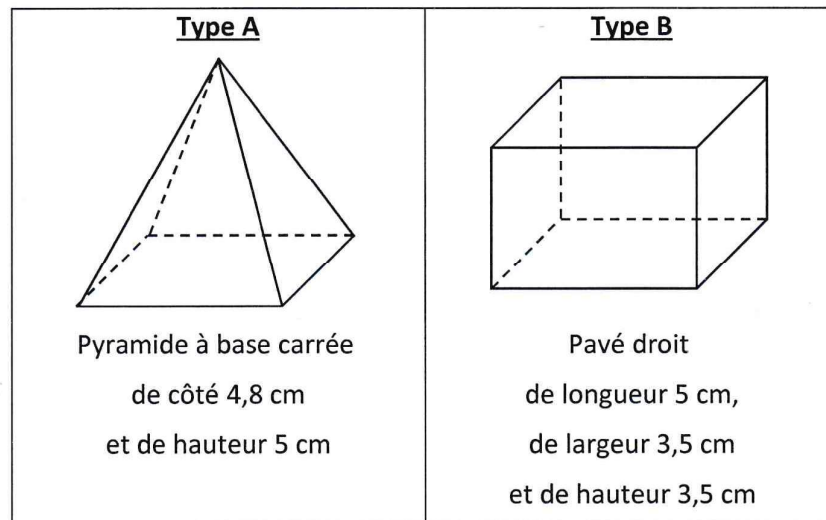 Type A
Pyramide à base carrée
de côté 4,8 cm
et de hauteur 5 cm
Type B
Pavé droit
de longueur 5 cm,
de largeur 3,5 cm
et de hauteur 3,5 cm